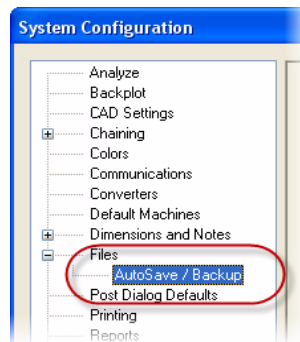 System Configuration
Analyze
Backplot
CAD Settings
Chaining
Colors
Communications
Converters
Default Machines
Dimensions and Notes
Files
AutoSave / Backup
Post Dialog Defaults
Printing
Reports